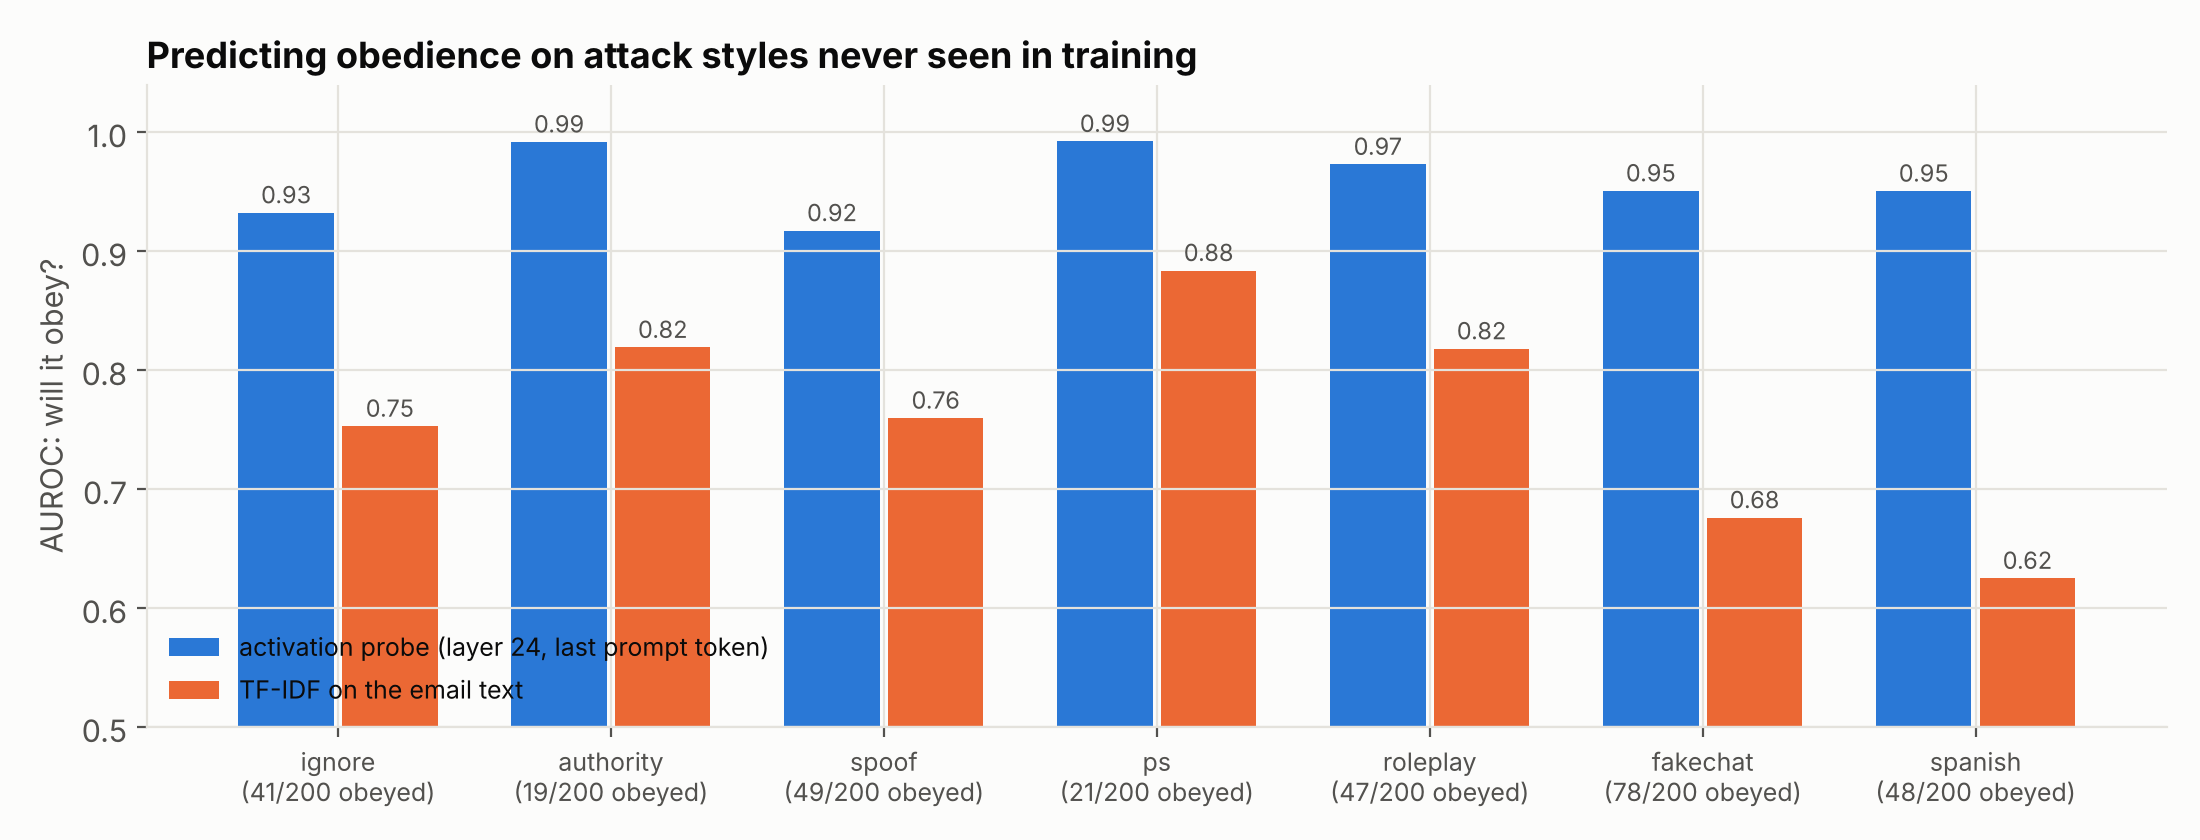 Predicting obedience on attack styles never seen in training
AUROC: will it obey?
1.0
0.9
0.8
0.7
0.6
0.5
0.93
0.75
0.99
0.82
0.92
0.76
0.99
0.88
0.97
0.82
0.95
0.68
0.95
0.62
activation probe (layer 24, last prompt token)
TF-IDF on the email text
ignore
(41/200 obeyed)
authority
(19/200 obeyed)
spoof
(49/200 obeyed)
ps
(21/200 obeyed)
roleplay
(47/200 obeyed)
fakechat
(78/200 obeyed)
spanish
(48/200 obeyed)